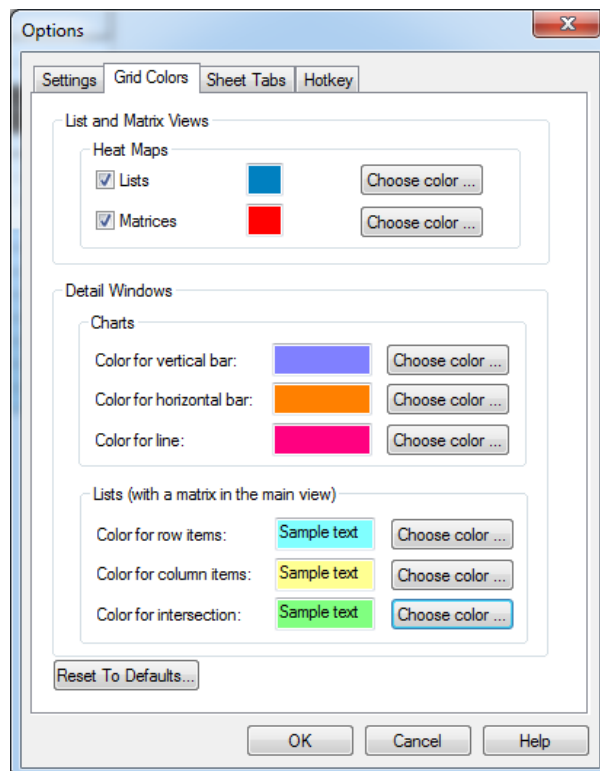 Options
Settings Grid Colors Sheet Tabs Hotkey
List and Matrix Views
Heat Maps
Lists Choose color ...
Matrices Choose color ...
Detail Windows
Charts
Color for vertical bar: Choose color ...
Color for horizontal bar: Choose color ...
Color for line: Choose color ...
Lists (with a matrix in the main view)
Color for row items: Sample text Choose color ...
Color for column items: Sample text Choose color ...
Color for intersection: Sample text Choose color ...
Reset To Defaults...
OK Cancel Help